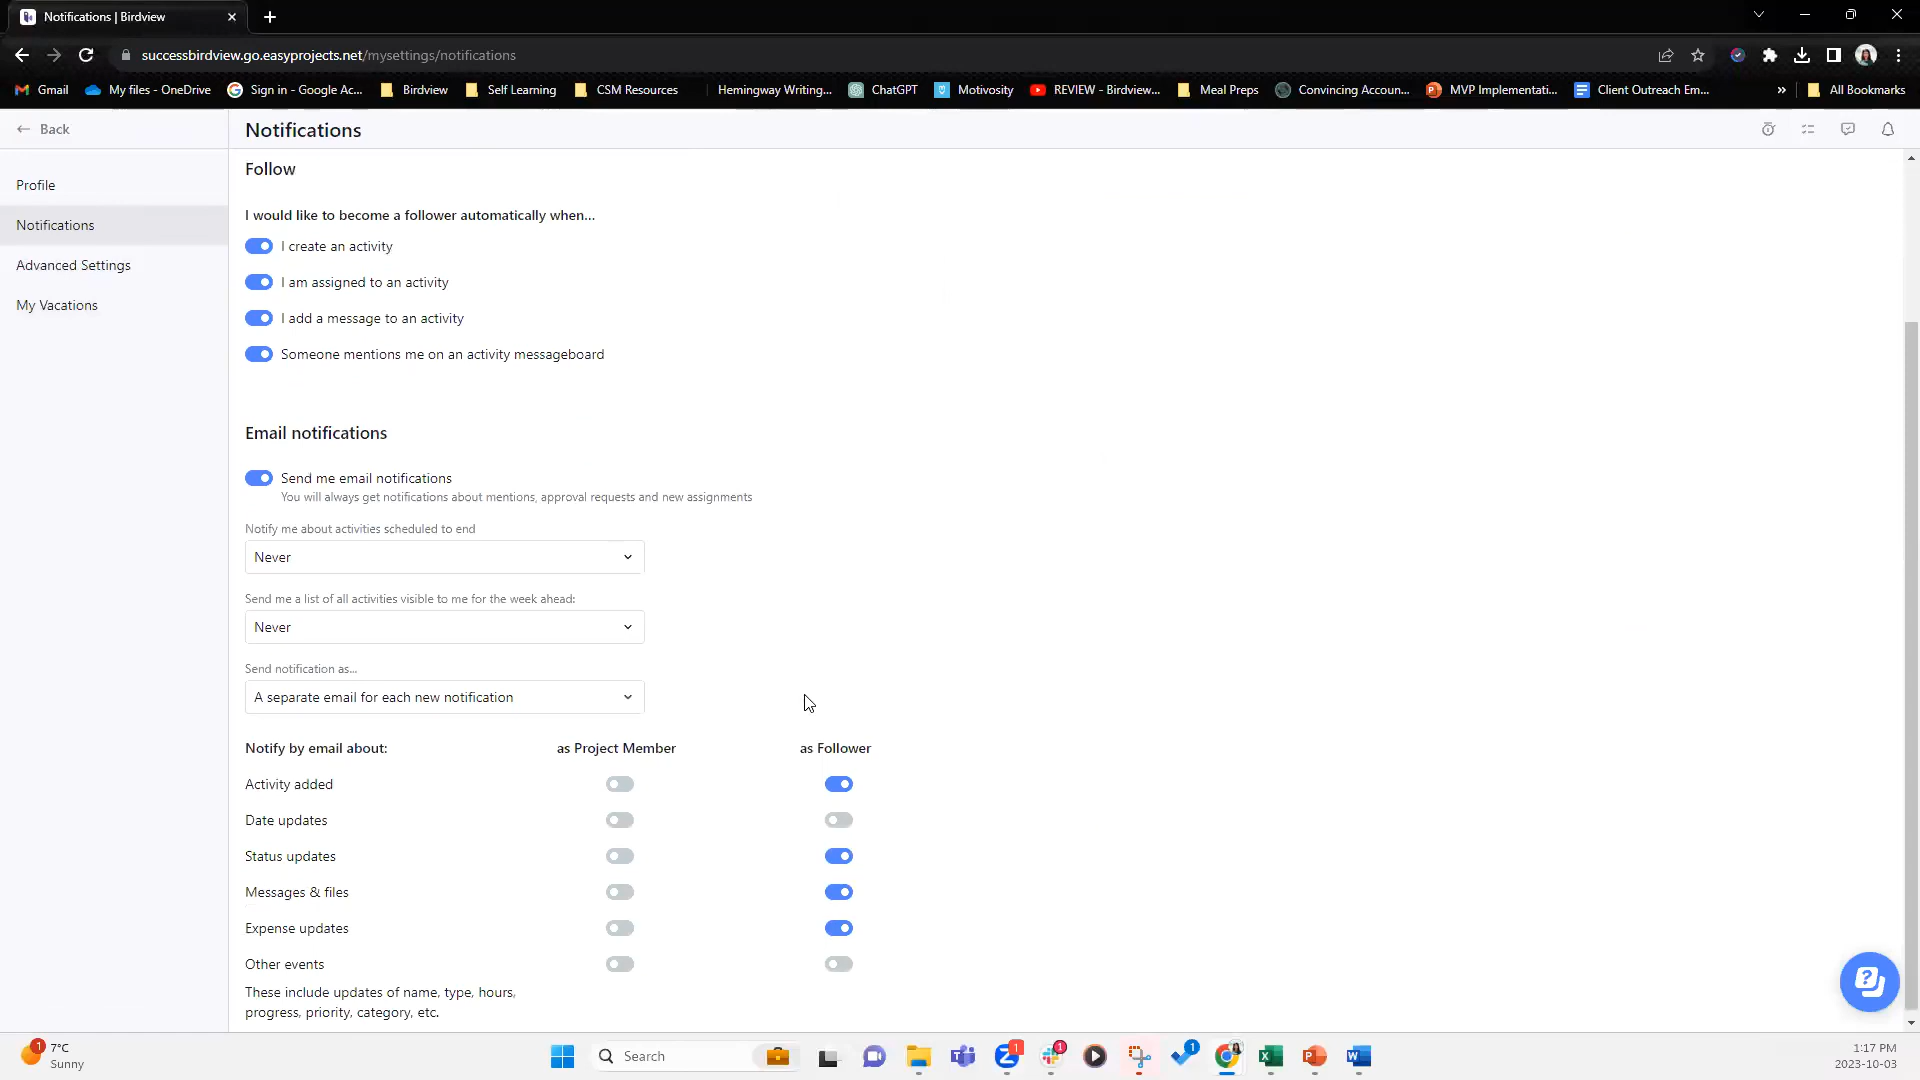 Notifications | Birdview
successbirdview.go.easyprojects.net/mysettings/notifications
Gmail
My files - OneDrive
Sign in - Google Ac...
Birdview
Self Learning
CSM Resources
Hemingway Writing...
ChatGPT
Motivosity
REVIEW - Birdview...
Meal Preps
Convincing Accoun...
MVP Implementati...
Client Outreach Em...
»
All Bookmarks
Back
Notifications
Profile
Notifications
Advanced Settings
My Vacations
Follow
I would like to become a follower automatically when...
I create an activity
I am assigned to an activity
I add a message to an activity
Someone mentions me on an activity messageboard
Email notifications
Send me email notifications
You will always get notifications about mentions, approval requests and new assignments
Notify me about activities scheduled to end
Never
Send me a list of all activities visible to me for the week ahead:
Never
Send notification as...
A separate email for each new notification
Notify by email about: as Project Member as Follower
Activity added
Date updates
Status updates
Messages & files
Expense updates
Other events
These include updates of name, type, hours,
progress, priority, category, etc.
1
7°C
Sunny
Search
1
1
1
1:17 PM
2023-10-03